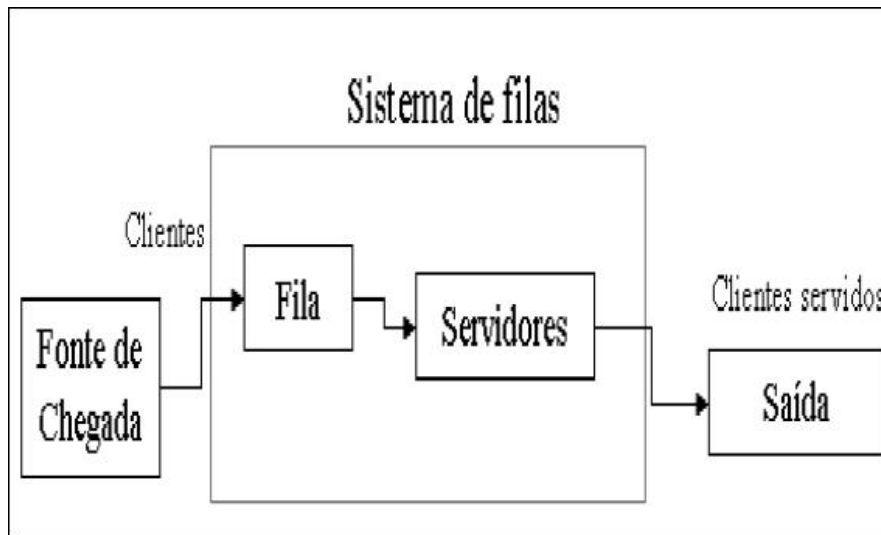 Sistema de filas
Clientes
Fila
Servidores
Clientes servidos
Fonte de
Chegada
Saída